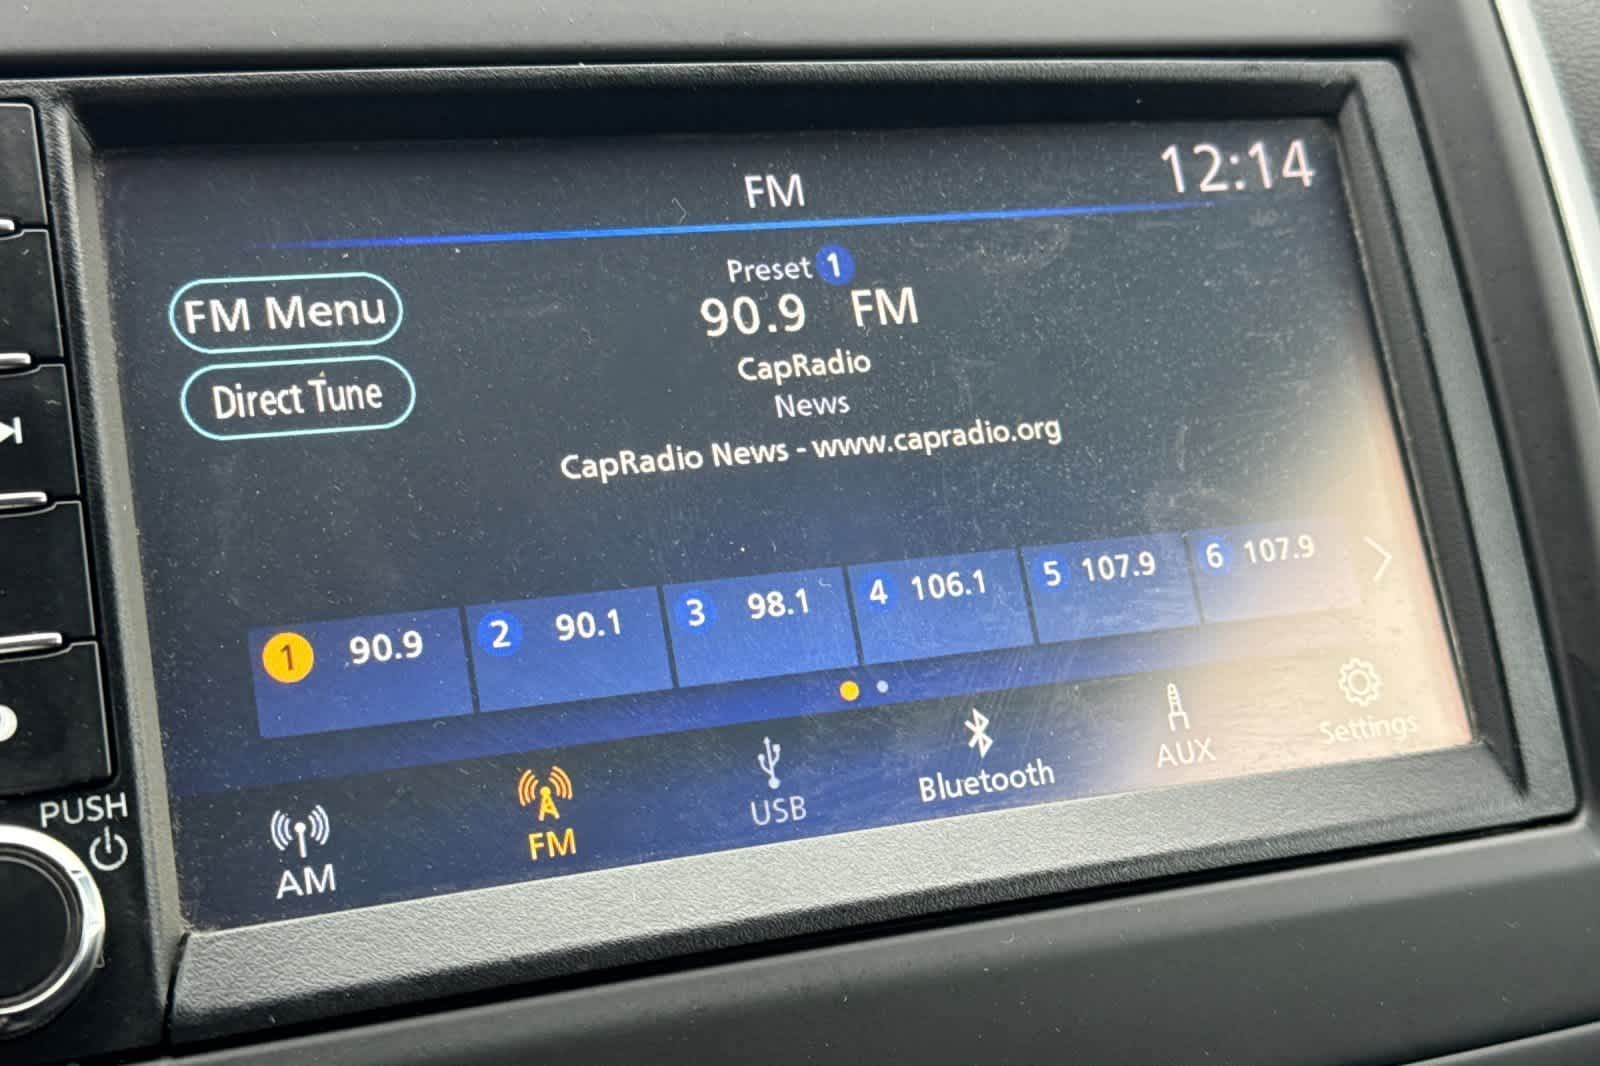 FM
12:14
FM Menu
Direct Tune
Preset 1
90.9 FM
CapRadio
News
CapRadio News - www.capradio.org
1 90.9 2 90.1 3 98.1 4 106.1 5 107.9 6 107.9
AM FM USB Bluetooth AUX Settings
PUSH